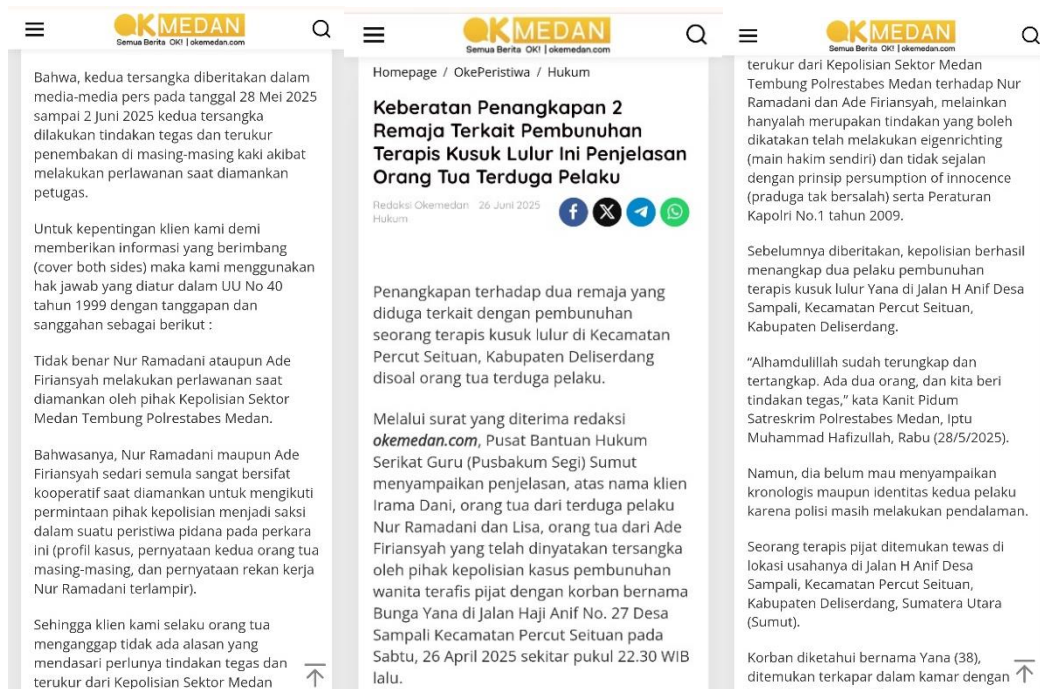 OKMEDAN
Semua Berita OK! | okemedan.com
Bahwa, kedua tersangka diberitakan dalam
media-media pers pada tanggal 28 Mei 2025
sampai 2 Juni 2025 kedua tersangka
dilakukan tindakan tegas dan terukur
penembakan di masing-masing kaki akibat
melakukan perlawanan saat diamankan
petugas.
Untuk kepentingan klien kami demi
memberikan informasi yang berimbang
(cover both sides) maka kami menggunakan
hak jawab yang diatur dalam UU No 40
tahun 1999 dengan tanggapan dan
sanggahan sebagai berikut :
Tidak benar Nur Ramadani ataupun Ade
Firiansyah melakukan perlawanan saat
diamankan oleh pihak Kepolisian Sektor
Medan Tembung Polrestabes Medan.
Bahwasanya, Nur Ramadani maupun Ade
Firiansyah sedari semula sangat bersifat
kooperatif saat diamankan untuk mengikuti
permintaan pihak kepolisian menjadi saksi
dalam suatu peristiwa pidana pada perkara
ini (profil kasus, pernyataan kedua orang tua
masing-masing, dan pernyataan rekan kerja
Nur Ramadani terlampir).
Sehingga klien kami selaku orang tua
menganggap tidak ada alasan yang
mendasari perlunya tindakan tegas dan
terukur dari Kepolisian Sektor Medan
OKMEDAN
Semua Berita OK! | okemedan.com
Homepage / OkePeristiwa / Hukum
Keberatan Penangkapan 2
Remaja Terkait Pembunuhan
Terapis Kusuk Lulur Ini Penjelasan
Orang Tua Terduga Pelaku
Redaksi Okemedan 26 Juni 2025
Hukum
Penangkapan terhadap dua remaja yang
diduga terkait dengan pembunuhan
seorang terapis kusuk lulur di Kecamatan
Percut Seituan, Kabupaten Deliserdang
disoal orang tua terduga pelaku.
Melalui surat yang diterima redaksi
okemedan.com, Pusat Bantuan Hukum
Serikat Guru (Pusbakum Segi) Sumut
menyampaikan penjelasan, atas nama klien
Irama Dani, orang tua dari terduga pelaku
Nur Ramadani dan Lisa, orang tua dari Ade
Firiansyah yang telah dinyatakan tersangka
oleh pihak kepolisian kasus pembunuhan
wanita terafis pijat dengan korban bernama
Bunga Yana di Jalan Haji Anif No. 27 Desa
Sampali Kecamatan Percut Seituan pada
Sabtu, 26 April 2025 sekitar pukul 22.30 WIB
lalu.
OKMEDAN
Semua Berita OK! | okemedan.com
terukur dari Kepolisian Sektor Medan
Tembung Polrestabes Medan terhadap Nur
Ramadani dan Ade Firiansyah, melainkan
hanyalah merupakan tindakan yang boleh
dikatakan telah melakukan eigenrichting
(main hakim sendiri) dan tidak sejalan
dengan prinsip persumption of innocence
(praduga tak bersalah) serta Peraturan
Kapolri No.1 tahun 2009.
Sebelumnya diberitakan, kepolisian berhasil
menangkap dua pelaku pembunuhan
terapis kusuk lulur Yana di Jalan H Anif Desa
Sampali, Kecamatan Percut Seituan,
Kabupaten Deliserdang.
“Alhamdulillah sudah terungkap dan
tertangkap. Ada dua orang, dan kita beri
tindakan tegas,” kata Kanit Pidum
Satreskrim Polrestabes Medan, Iptu
Muhammad Hafizullah, Rabu (28/5/2025).
Namun, dia belum mau menyampaikan
kronologis maupun identitas kedua pelaku
karena polisi masih melakukan pendalaman.
Seorang terapis pijat ditemukan tewas di
lokasi usahanya di Jalan H Anif Desa
Sampali, Kecamatan Percut Seituan,
Kabupaten Deliserdang, Sumatera Utara
(Sumut).
Korban diketahui bernama Yana (38),
ditemukan terkapar dalam kamar dengan